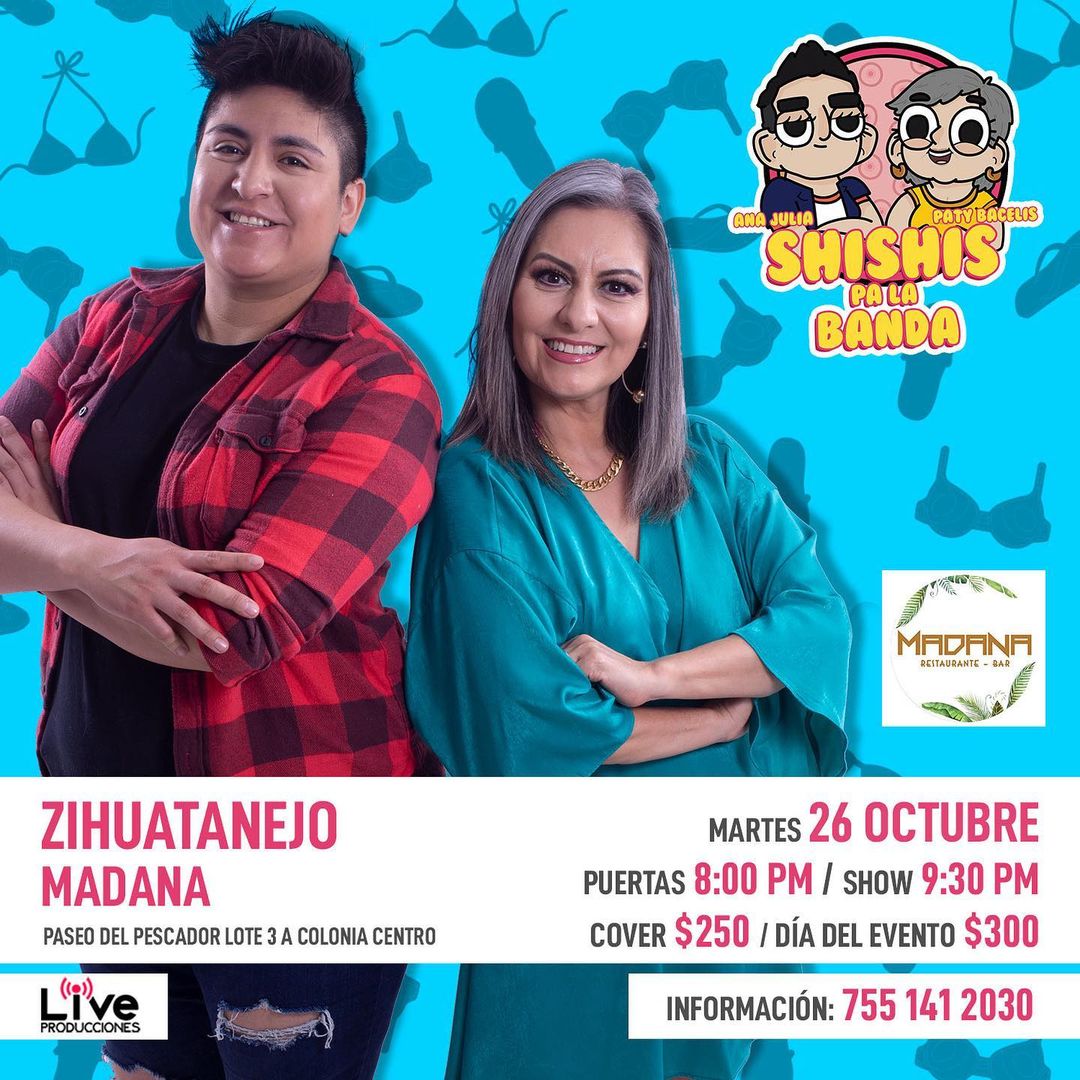 ANA JULIA
PATY BACELIS
SHISHIS
PA LA
BANDA
MADANA
RESTAURANTE - BAR
ZIHUATANEJO
MADANA
PASEO DEL PESCADOR LOTE 3 A COLONIA CENTRO
MARTES 26 OCTUBRE
PUERTAS 8:00 PM / SHOW 9:30 PM
COVER $250 / DÍA DEL EVENTO $300
Live
PRODUCCIONES
INFORMACIÓN: 755 141 2030